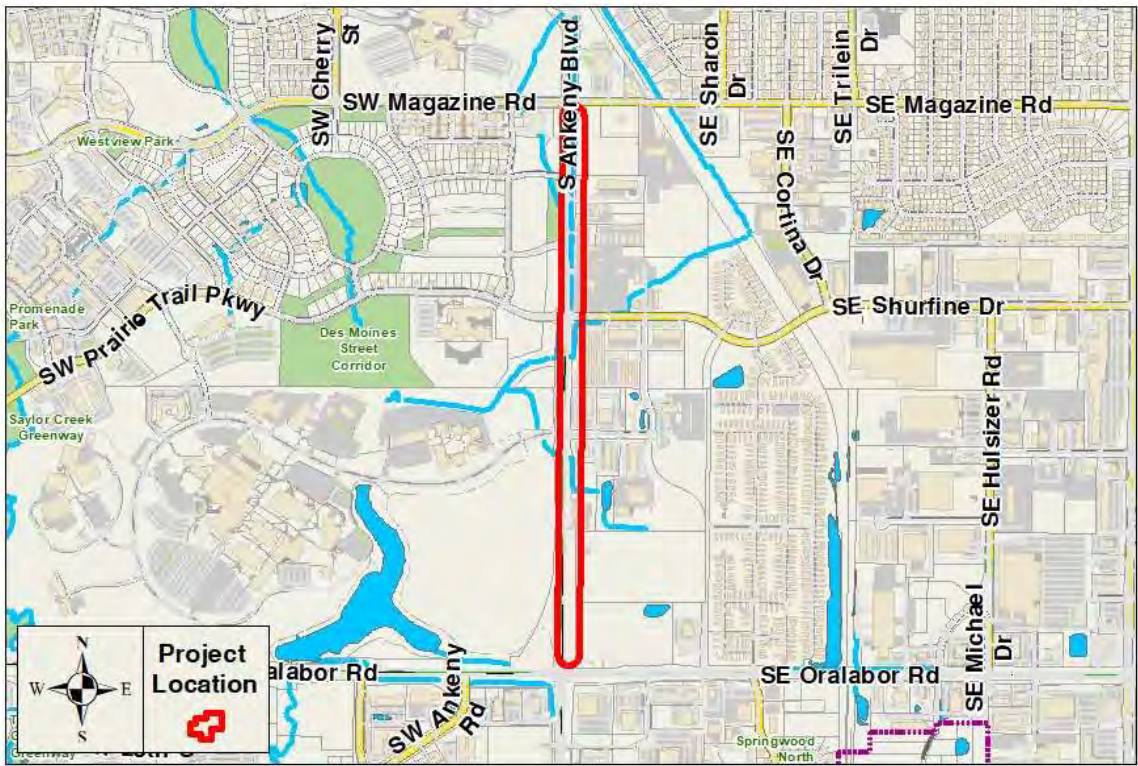 SW Cherry
St
S Ankeny Blvd
SE Sharon
Dr
SE Trilein
Dr
SW Magazine Rd
SE Magazine Rd
Westview Park
SE Cortina Dr
SW Prairie Trail Pkwy
Promenade
Park
Des Moines
Street
Corridor
SE Shurfine Dr
Saylor Creek
Greenway
SE Hulsizer Rd
SE Michael
Dr
N
W
E
S
Project
Location
alabor Rd
SW Ankeny
Rd
SE Oralabor Rd
Greenway
Springwood
North